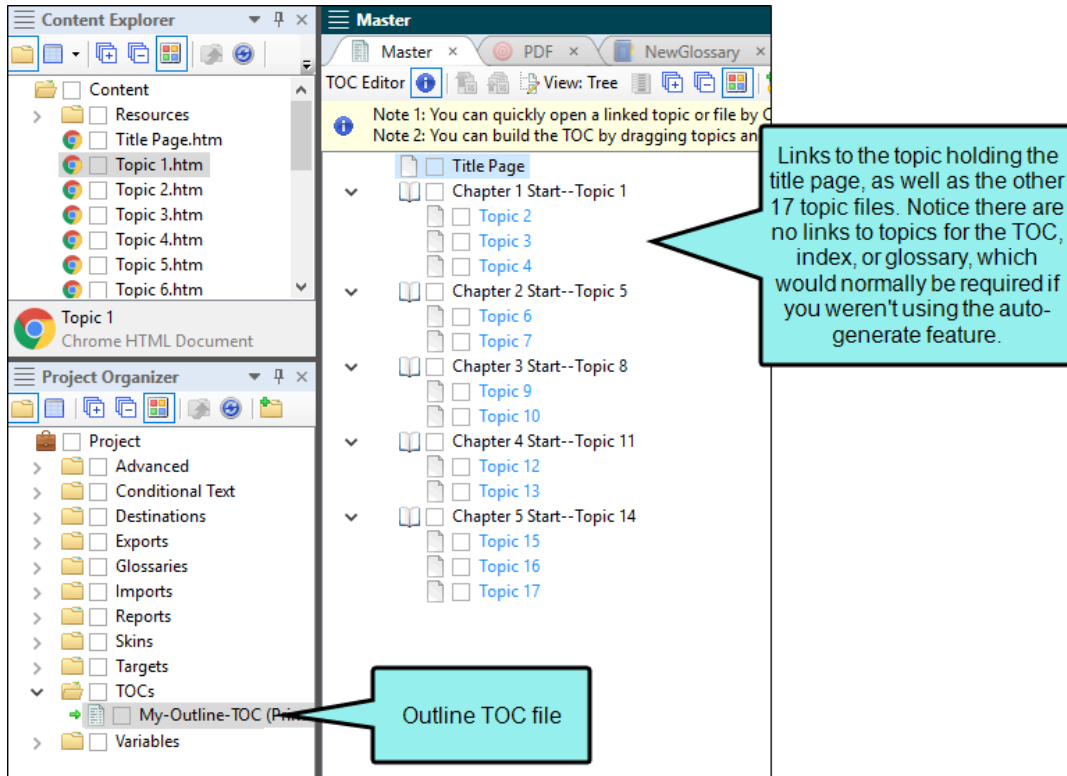 Content Explorer
Content
Resources
Title Page.htm
Topic 1.htm
Topic 2.htm
Topic 3.htm
Topic 4.htm
Topic 5.htm
Topic 6.htm
Topic 1
Chrome HTML Document
Project Organizer
Project
Advanced
Conditional Text
Destinations
Exports
Glossaries
Imports
Reports
Skins
Targets
TOCs
My-Outline-TOC (Prin
Variables
Master
Master × PDF × NewGlossary ×
TOC Editor View: Tree
Note 1: You can quickly open a linked topic or file by C
Note 2: You can build the TOC by dragging topics an
Title Page
Chapter 1 Start--Topic 1
Topic 2
Topic 3
Topic 4
Chapter 2 Start--Topic 5
Topic 6
Topic 7
Chapter 3 Start--Topic 8
Topic 9
Topic 10
Chapter 4 Start--Topic 11
Topic 12
Topic 13
Chapter 5 Start--Topic 14
Topic 15
Topic 16
Topic 17
Links to the topic holding the
title page, as well as the other
17 topic files. Notice there are
no links to topics for the TOC,
index, or glossary, which
would normally be required if
you weren't using the auto-
generate feature.
Outline TOC file